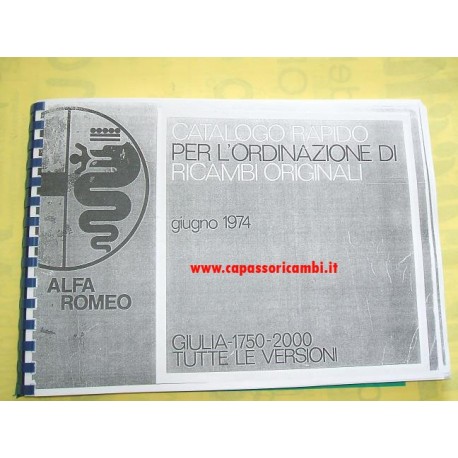 CATALOGO RAPIDO
PER L'ORDINAZIONE DI
RICAMBI ORIGINALI
giugno 1974
www.capassoricambi.it
ALFA
ROMEO
GIULIA-1750-2000
TUTTE LE VERSIONI